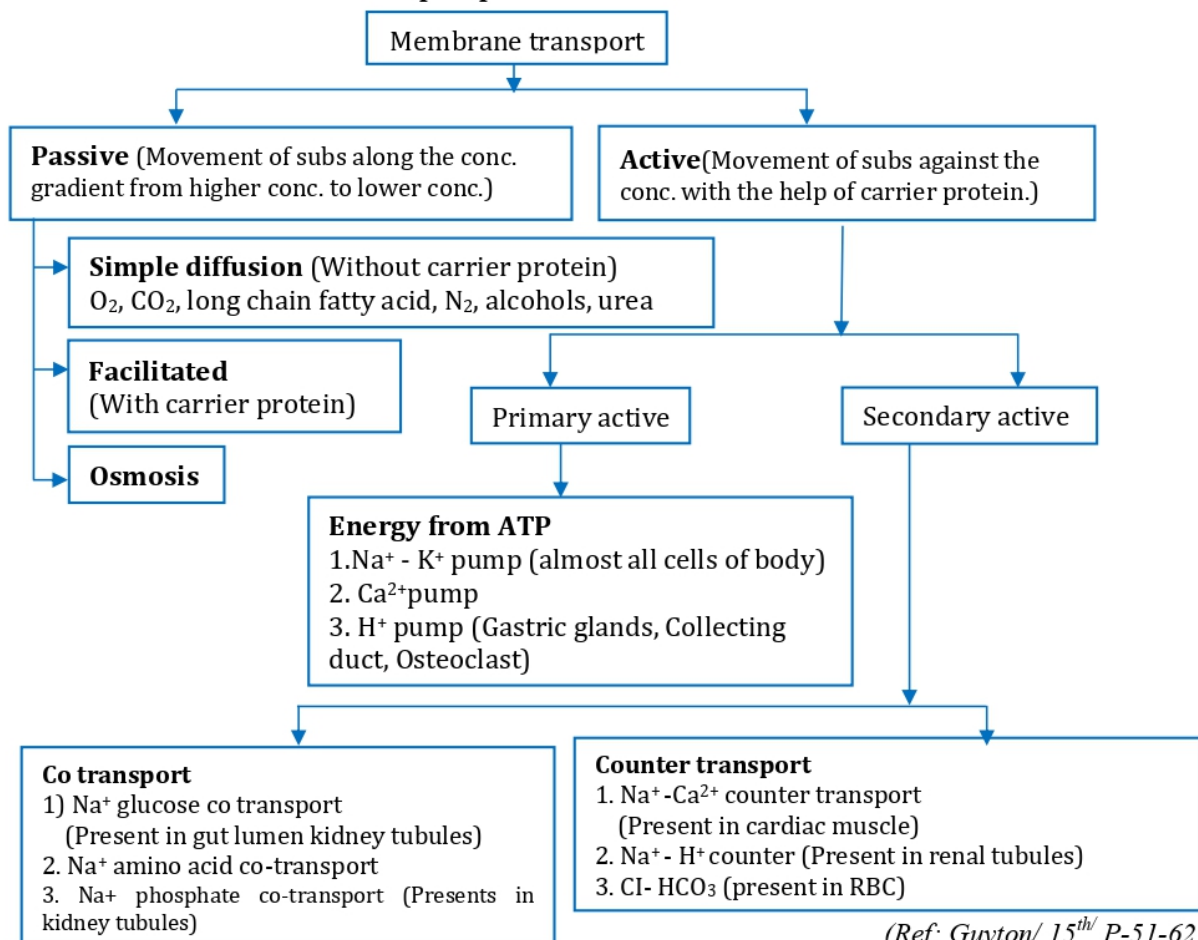 Membrane transport
Passive (Movement of subs along the conc.
gradient from higher conc. to lower conc.)
Active(Movement of subs against the
conc. with the help of carrier protein.)
Simple diffusion (Without carrier protein)
O₂, CO₂, long chain fatty acid, N₂, alcohols, urea
Facilitated
(With carrier protein)
Osmosis
Primary active
Secondary active
Energy from ATP
1.Na⁺ - K⁺ pump (almost all cells of body)
2. Ca²⁺pump
3. H⁺ pump (Gastric glands, Collecting
duct, Osteoclast)
Co transport
1) Na⁺ glucose co transport
(Present in gut lumen kidney tubules)
2. Na⁺ amino acid co-transport
3. Na+ phosphate co-transport (Presents in
kidney tubules)
Counter transport
1. Na⁺-Ca²⁺ counter transport
(Present in cardiac muscle)
2. Na⁺- H⁺ counter (Present in renal tubules)
3. CI- HCO₃ (present in RBC)
(Ref: Guyton/ 15th/ P-51-62